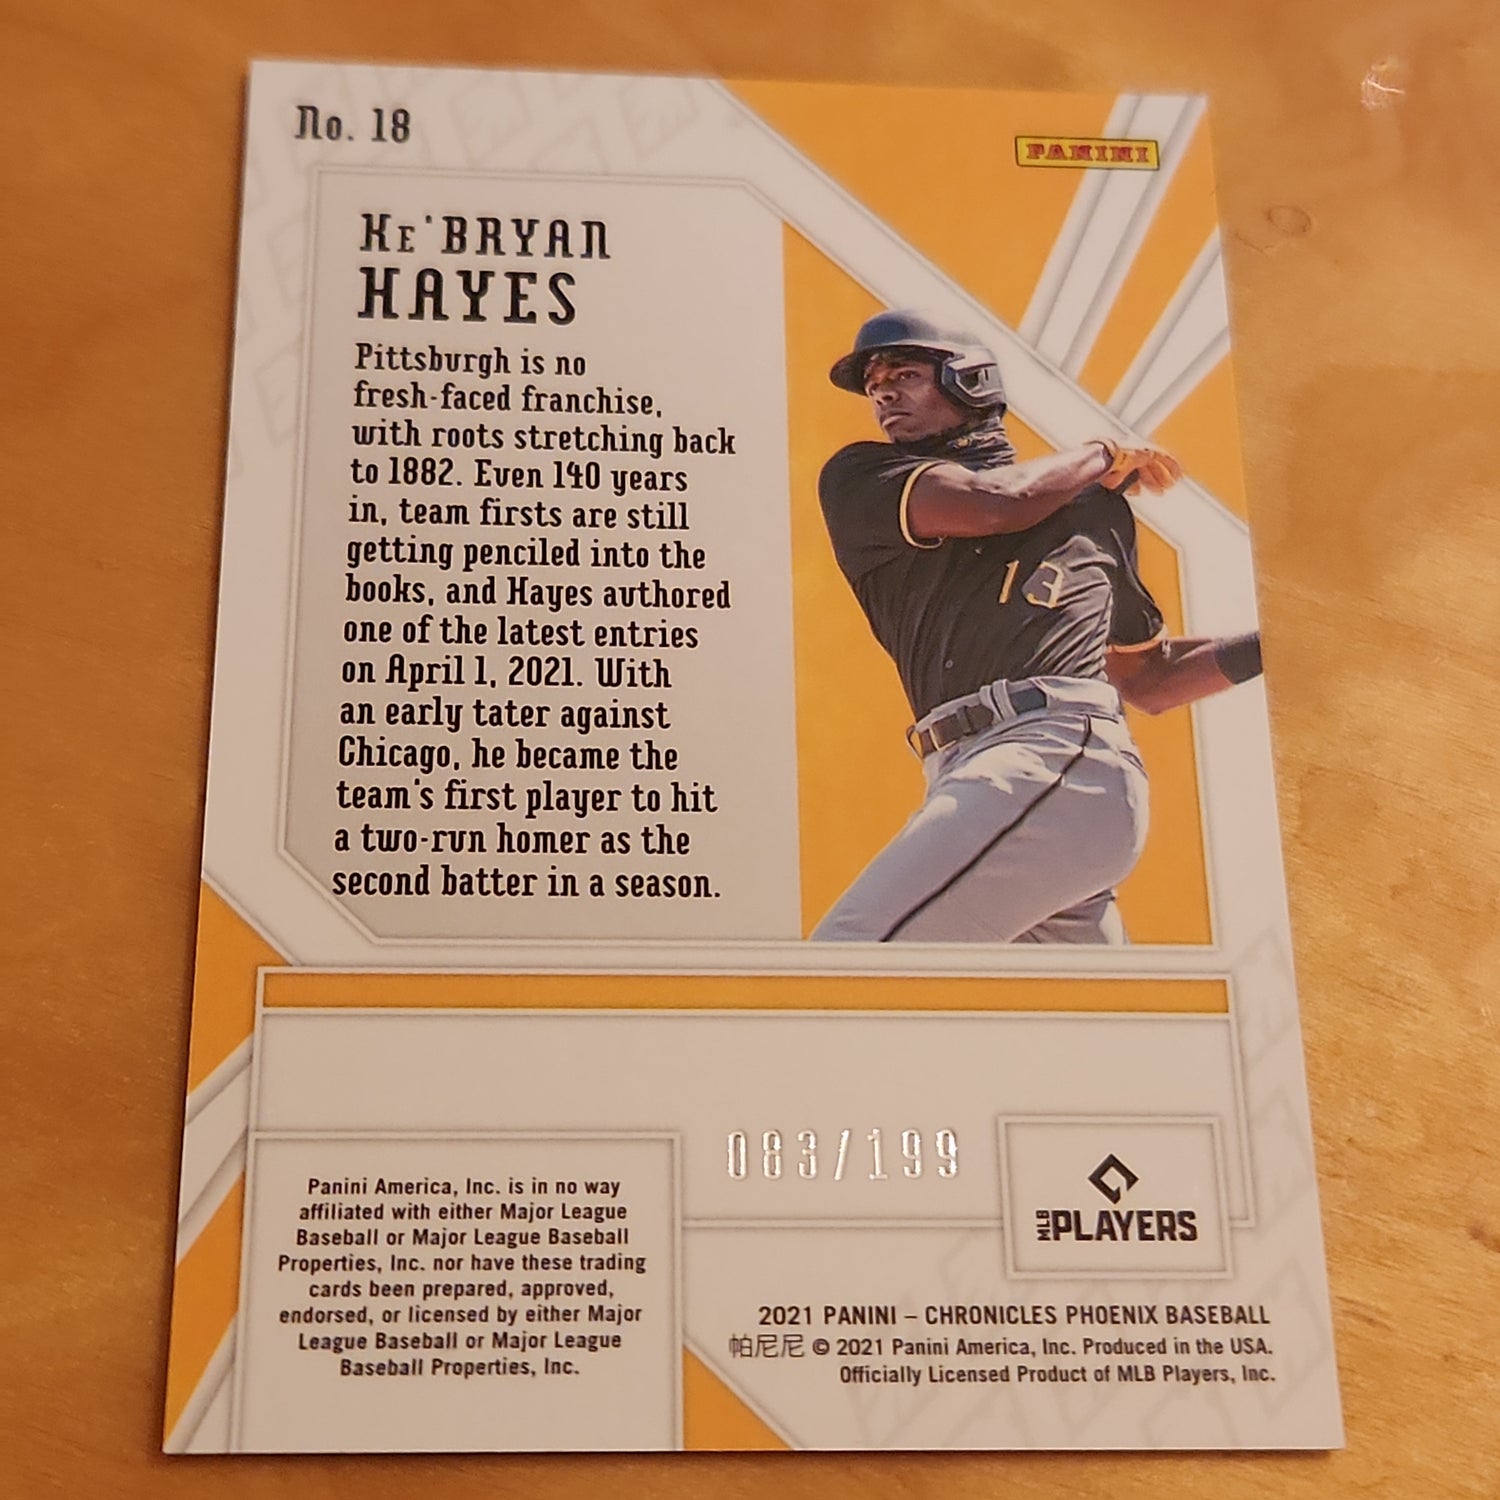 No. 18
PANINI
Ke'BRYAN
HAYES
Pittsburgh is no
fresh-faced franchise,
with roots stretching back
to 1882. Even 140 years
in, team firsts are still
getting penciled into the
books, and Hayes authored
one of the latest entries
on April 1, 2021. With
an early tater against
Chicago, he became the
team's first player to hit
a two-run homer as the
second batter in a season.
13
083/199
MLB PLAYERS
Panini America, Inc. is in no way
affiliated with either Major League
Baseball or Major League Baseball
Properties, Inc. nor have these trading
cards been prepared, approved,
endorsed, or licensed by either Major
League Baseball or Major League
Baseball Properties, Inc.
2021 PANINI – CHRONICLES PHOENIX BASEBALL
帕尼尼 © 2021 Panini America, Inc. Produced in the USA.
Officially Licensed Product of MLB Players, Inc.